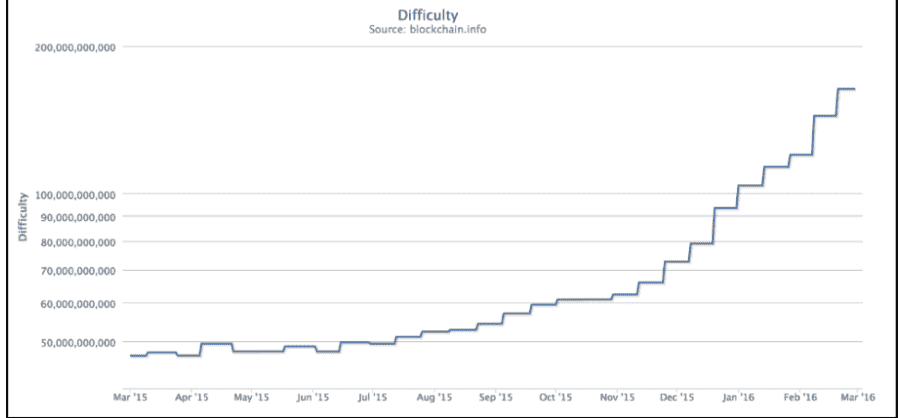 Difficulty
Source: blockchain.info
200,000,000,000
100,000,000,000
90,000,000,000
80,000,000,000
70,000,000,000
60,000,000,000
50,000,000,000
Difficulty
Mar '15 Apr '15 May '15 Jun '15 Jul '15 Aug '15 Sep '15 Oct '15 Nov '15 Dec '15 Jan '16 Feb '16 Mar '16